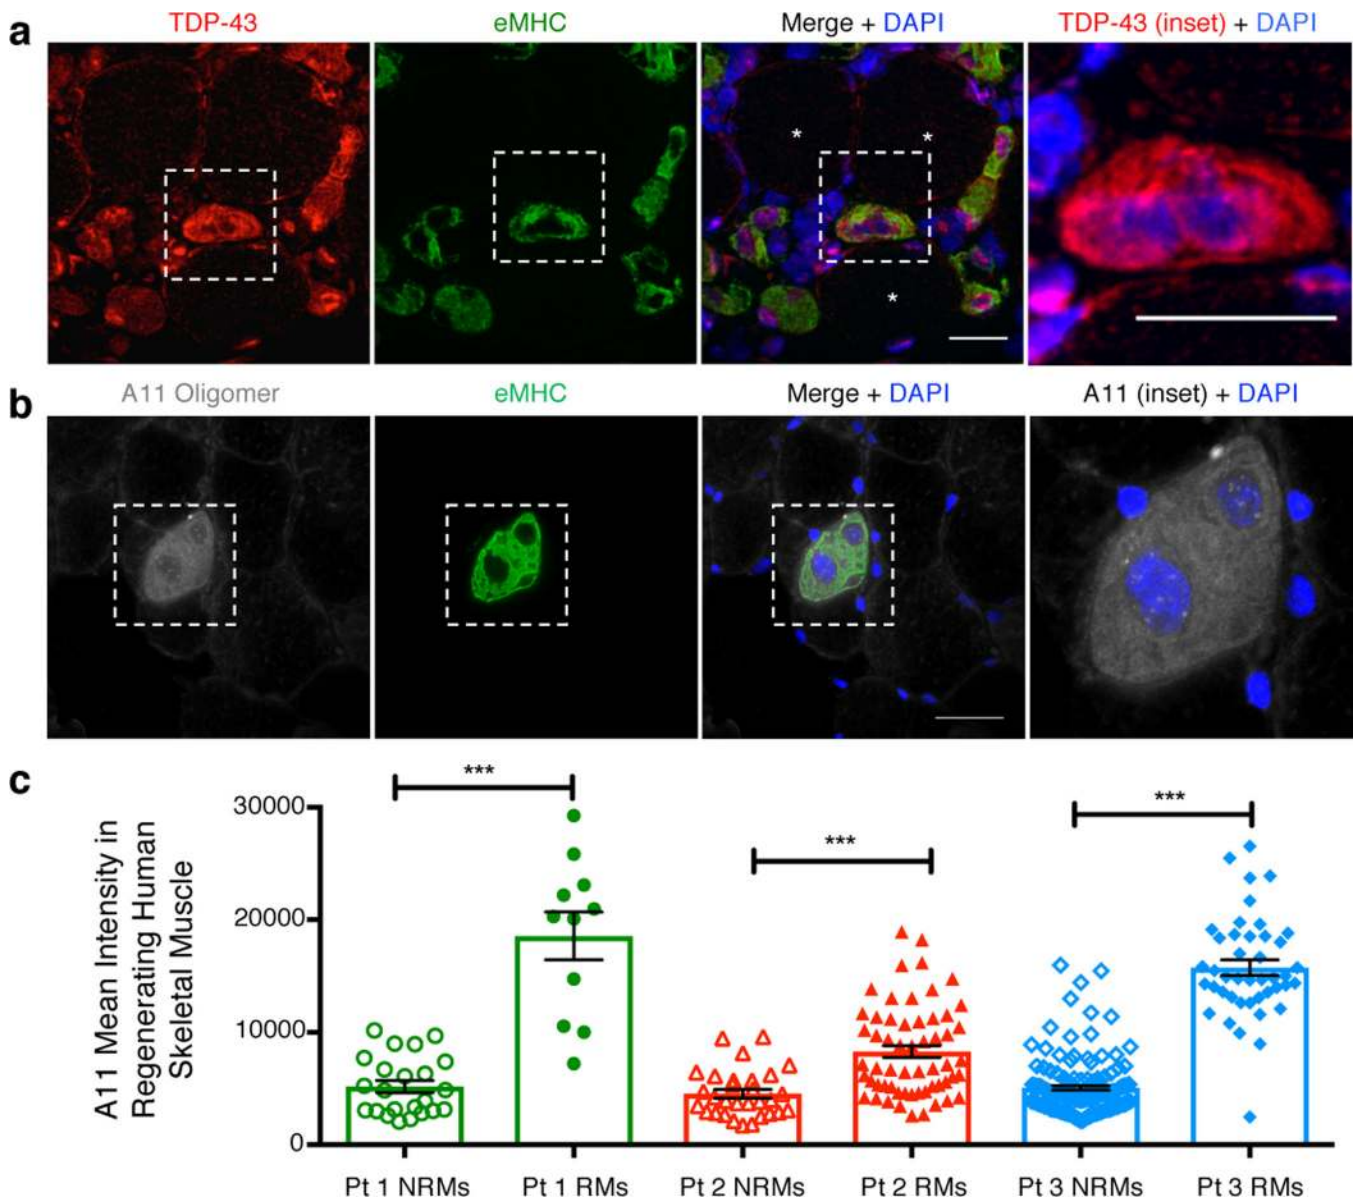 a
TDP-43
eMHC
Merge + DAPI
TDP-43 (inset) + DAPI
*
*
*
b
A11 Oligomer
eMHC
Merge + DAPI
A11 (inset) + DAPI
c
A11 Mean Intensity in
Regenerating Human
Skeletal Muscle
30000
20000
10000
0
***
***
***
Pt 1 NRMs
Pt 1 RMs
Pt 2 NRMs
Pt 2 RMs
Pt 3 NRMs
Pt 3 RMs